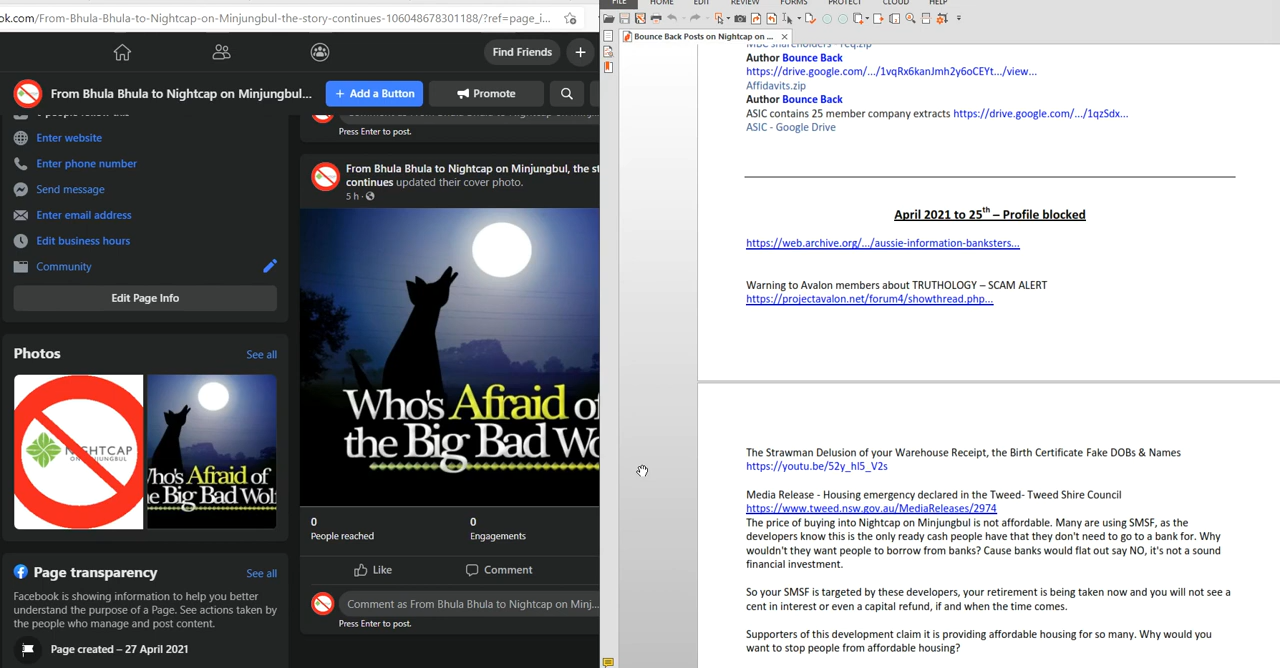 ok.com/From-Bhula-Bhula-to-Nightcap-on-Minjungbul-the-story-continues-106048678301188/?ref=page_i...
Find Friends
From Bhula Bhula to Nightcap on Minjungbul...
Add a Button
Promote
Enter website
Enter phone number
Send message
Enter email address
Edit business hours
Community
Edit Page Info
Photos
See all
NIGHTCAP
ON MINJUNGBUL
Who's Afraid of
the Big Bad Wolf
Page transparency
See all
Facebook is showing information to help you better
understand the purpose of a Page. See actions taken by
the people who manage and post content.
Page created – 27 April 2021
Press Enter to post.
From Bhula Bhula to Nightcap on Minjungbul, the st
continues updated their cover photo.
5 h
Who's Afraid of
the Big Bad Wo
0
People reached
0
Engagements
Like
Comment
Comment as From Bhula Bhula to Nightcap on Minj...
Press Enter to post.
FILE HOME EDIT REVIEW FORMS PROTECT CLOUD HELP
Bounce Back Posts on Nightcap on ...
MBC shareholders - req.zip
Author Bounce Back
https://drive.google.com/.../1vqRx6kanJmh2y6oCEYt.../view...
Affidavits.zip
Author Bounce Back
ASIC contains 25 member company extracts https://drive.google.com/.../1qzSdx...
ASIC - Google Drive
April 2021 to 25th – Profile blocked
https://web.archive.org/.../aussie-information-banksters...
Warning to Avalon members about TRUTHOLOGY – SCAM ALERT
https://projectavalon.net/forum4/showthread.php...
The Strawman Delusion of your Warehouse Receipt, the Birth Certificate Fake DOBs & Names
https://youtu.be/52y_hI5_V2s
Media Release - Housing emergency declared in the Tweed- Tweed Shire Council
https://www.tweed.nsw.gov.au/MediaReleases/2974
The price of buying into Nightcap on Minjungbul is not affordable. Many are using SMSF, as the
developers know this is the only ready cash people have that they don't need to go to a bank for. Why
wouldn't they want people to borrow from banks? Cause banks would flat out say NO, it's not a sound
financial investment.
So your SMSF is targeted by these developers, your retirement is being taken now and you will not see a
cent in interest or even a capital refund, if and when the time comes.
Supporters of this development claim it is providing affordable housing for so many. Why would you
want to stop people from affordable housing?